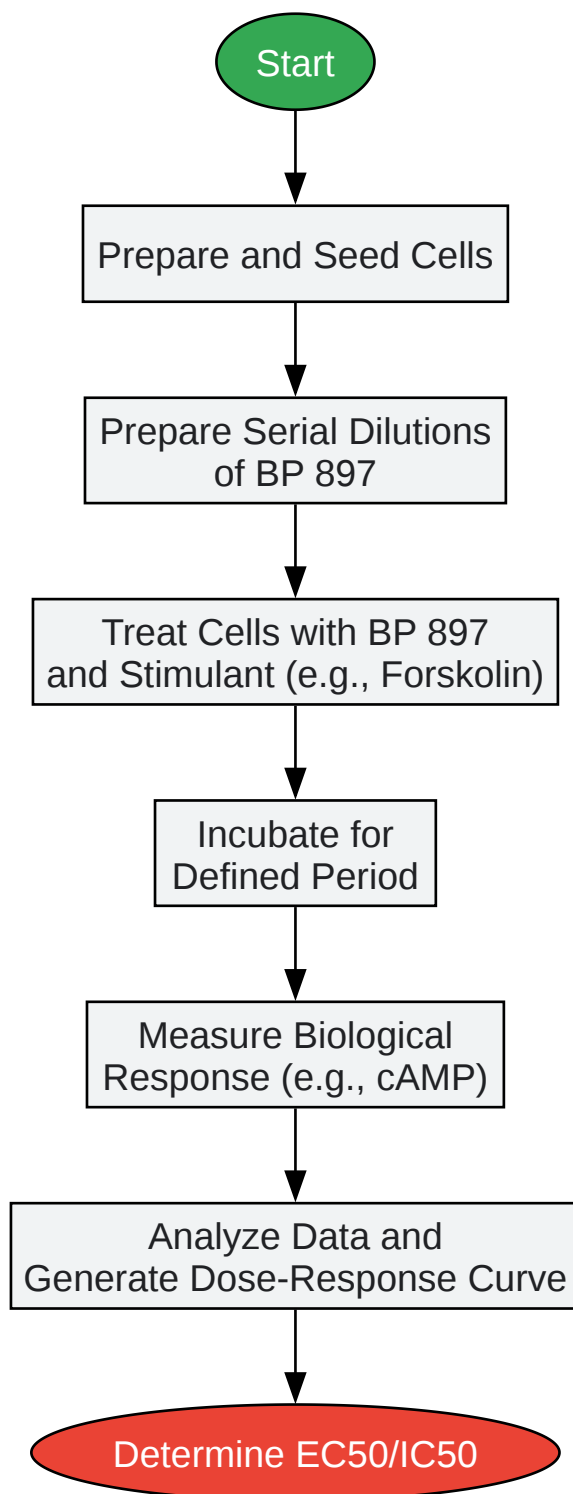 Start
Prepare and Seed Cells
Prepare Serial Dilutions
of BP 897
Treat Cells with BP 897
and Stimulant (e.g., Forskolin)
Incubate for
Defined Period
Measure Biological
Response (e.g., cAMP)
Analyze Data and
Generate Dose-Response Curve
Determine EC50/IC50